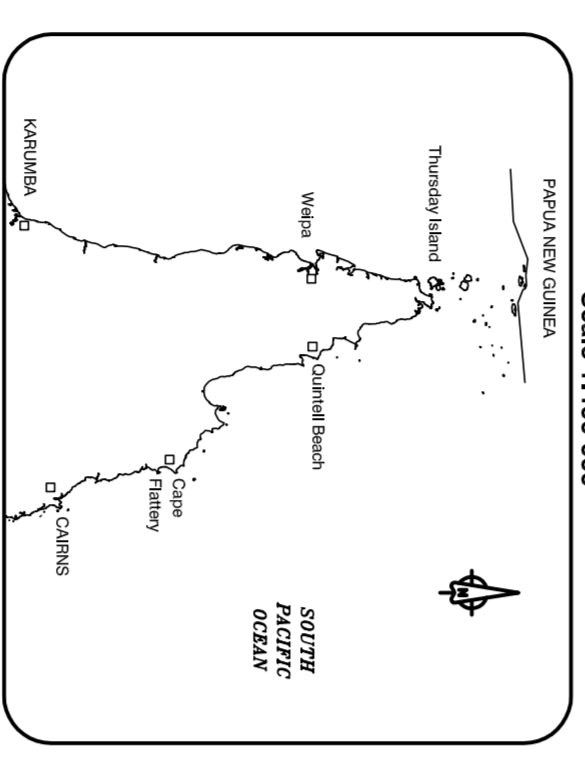 PAPUA NEW GUINEA
Thursday Island
Weipa
Quintell Beach
KARUMBA
Cape
Flattery
CAIRNS
N
SOUTH
PACIFIC
OCEAN